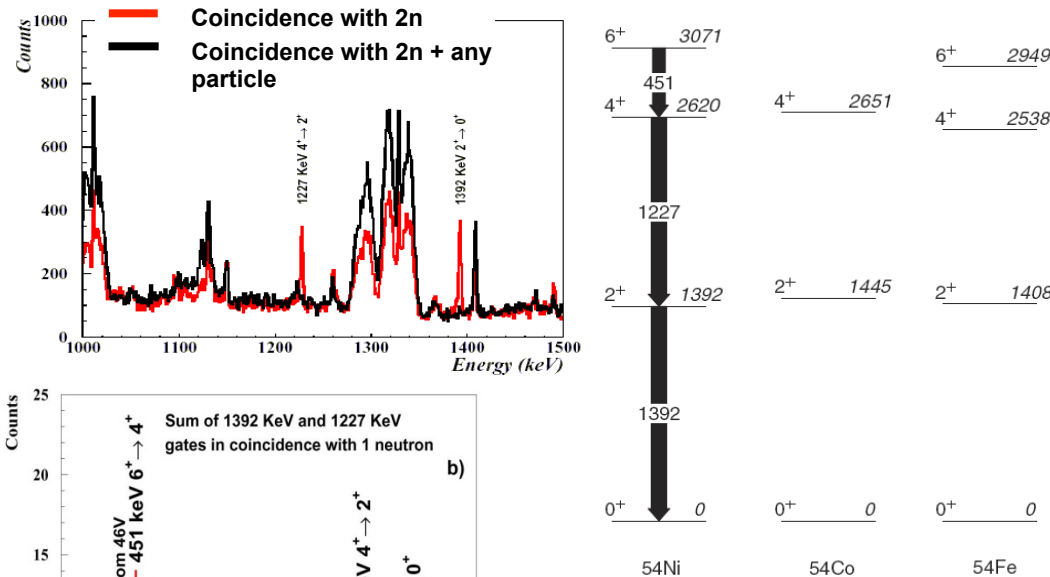 Coincidence with 2n
Coincidence with 2n + any
particle
Counts
1000
800
600
400
200
0
1227 KeV 4+→ 2+
1392 KeV 2+→ 0+
1000
1100
1200
1300
1400
1500
Energy (keV)
Counts
25
20
15
Sum of 1392 KeV and 1227 KeV
gates in coincidence with 1 neutron
b)
om 46V
451 keV 6+→ 4+
V 4+→ 2+
0+
6+ 3071
451
4+ 2620
1227
2+ 1392
1392
0+ 0
54Ni
4+ 2651
2+ 1445
0+ 0
54Co
6+ 2949
4+ 2538
2+ 1408
0+ 0
54Fe